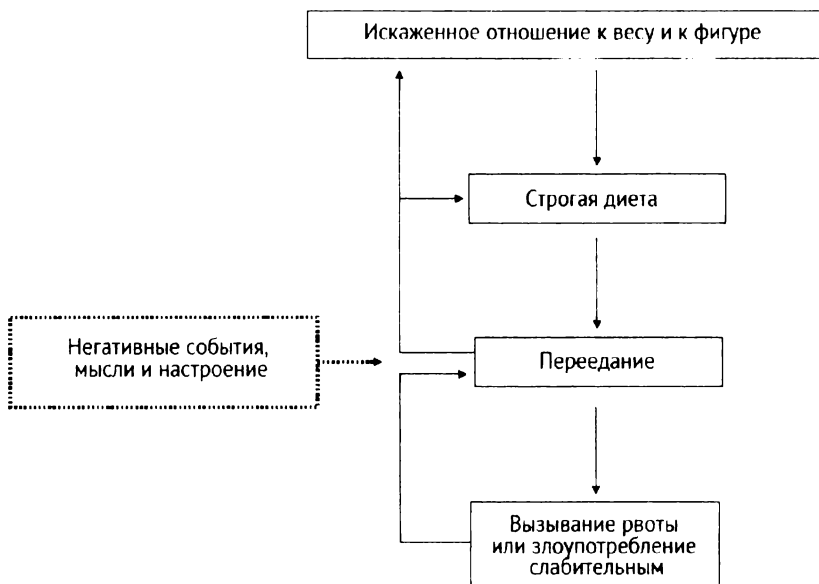 Искаженное отношение к весу и к фигуре
Строгая диета
Негативные события,
мысли и настроение
Переедание
Вызывание рвоты
или злоупотребление
слабительным